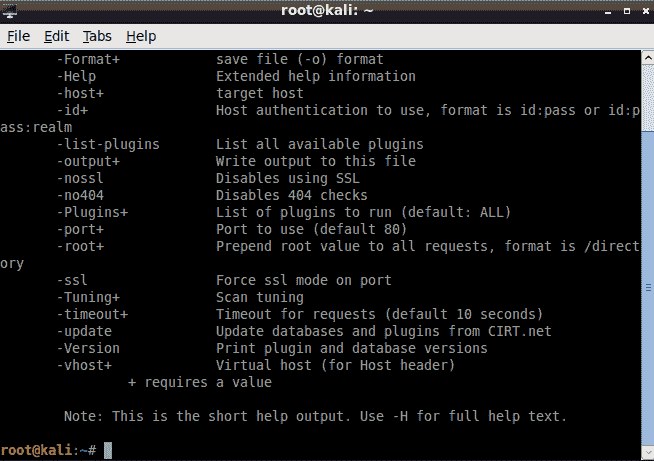 root@kali: ~
File Cirt Tabs Help
-Format+ save file (-o) format
-Help Extended help information
-host+ target host
-id+ Host authentication to use, format is id:pass or id:p
ass:realm
-list-plugins List all available plugins
-output+ Write output to this file
-nossl Disables using SSL
-no404 Disables 404 checks
-Plugins+ List of plugins to run (default: ALL)
-port+ Port to use (default 80)
-root+ Prepend root value to all requests, format is /direct
ory
-ssl Force ssl mode on port
-Tuning+ Scan tuning
-timeout+ Timeout for requests (default 10 seconds)
-update Update databases and plugins from CIRT.net
-Version Print plugin and database versions
-vhost+ Virtual host (for Host header)
+ requires a value
Note: This is the short help output. Use -H for full help text.
root@kali:~#